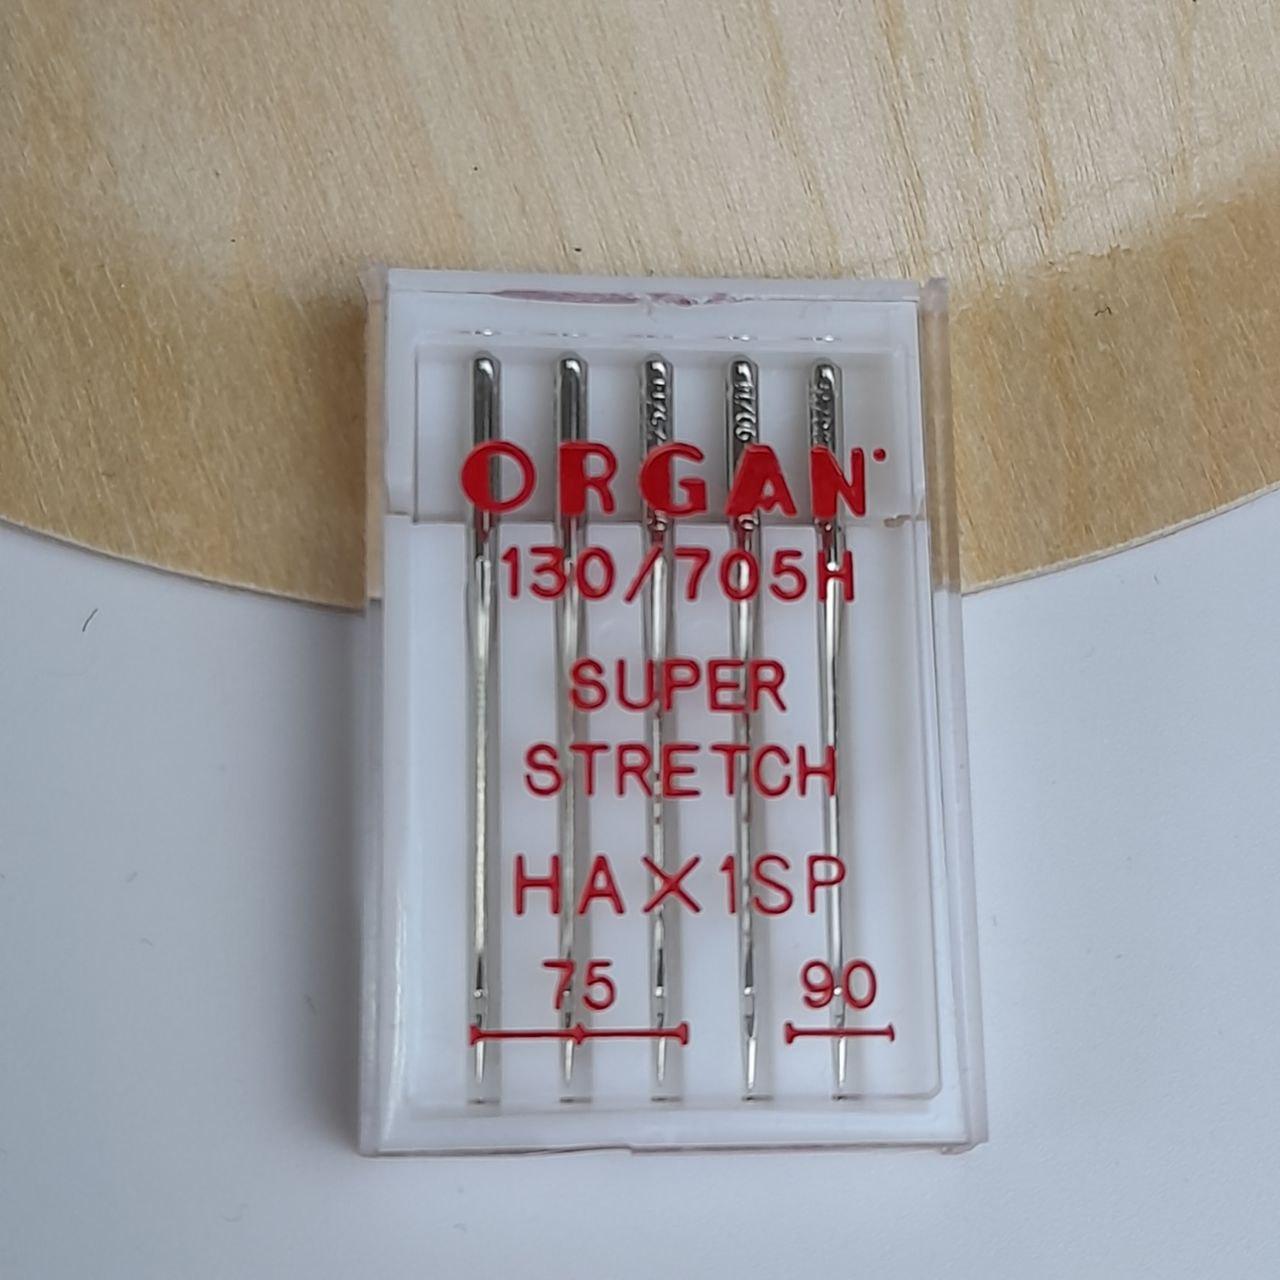 ORGAN
130/705H
SUPER
STRETCH
HA×1SP
75 90